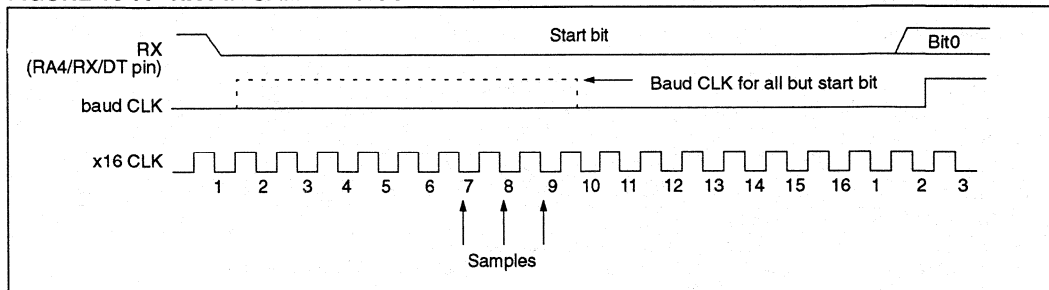 Start bit
Bit0
RX
(RA4/RX/DT pin)
Baud CLK for all but start bit
baud CLK
x16 CLK
1 2 3 4 5 6 7 8 9 10 11 12 13 14 15 16 1 2 3
Samples